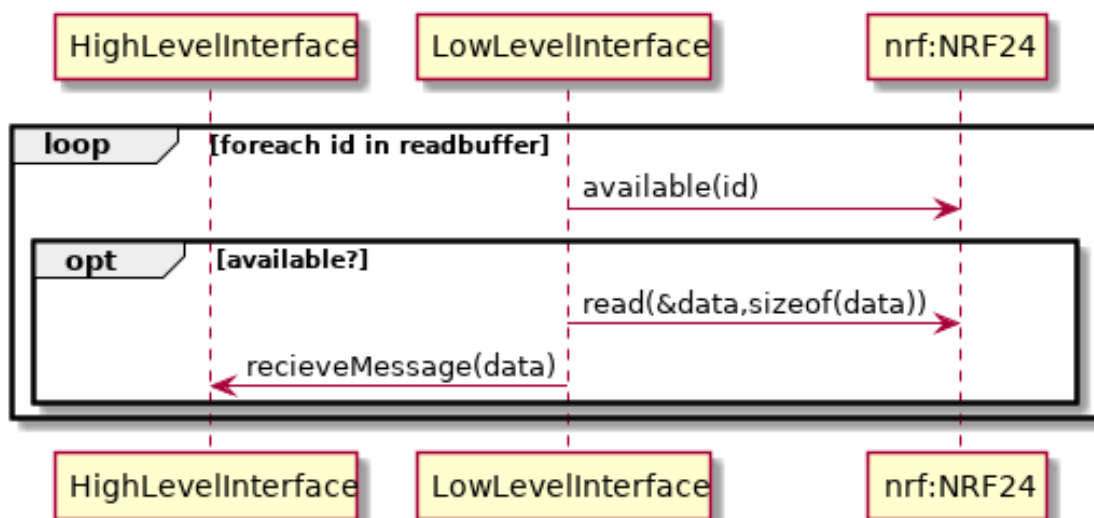 HighLevelInterface LowLevelInterface nrf:NRF24
loop [foreach id in readbuffer]
available(id)
opt [available?]
read(&data,sizeof(data))
recieveMessage(data)
HighLevelInterface LowLevelInterface nrf:NRF24